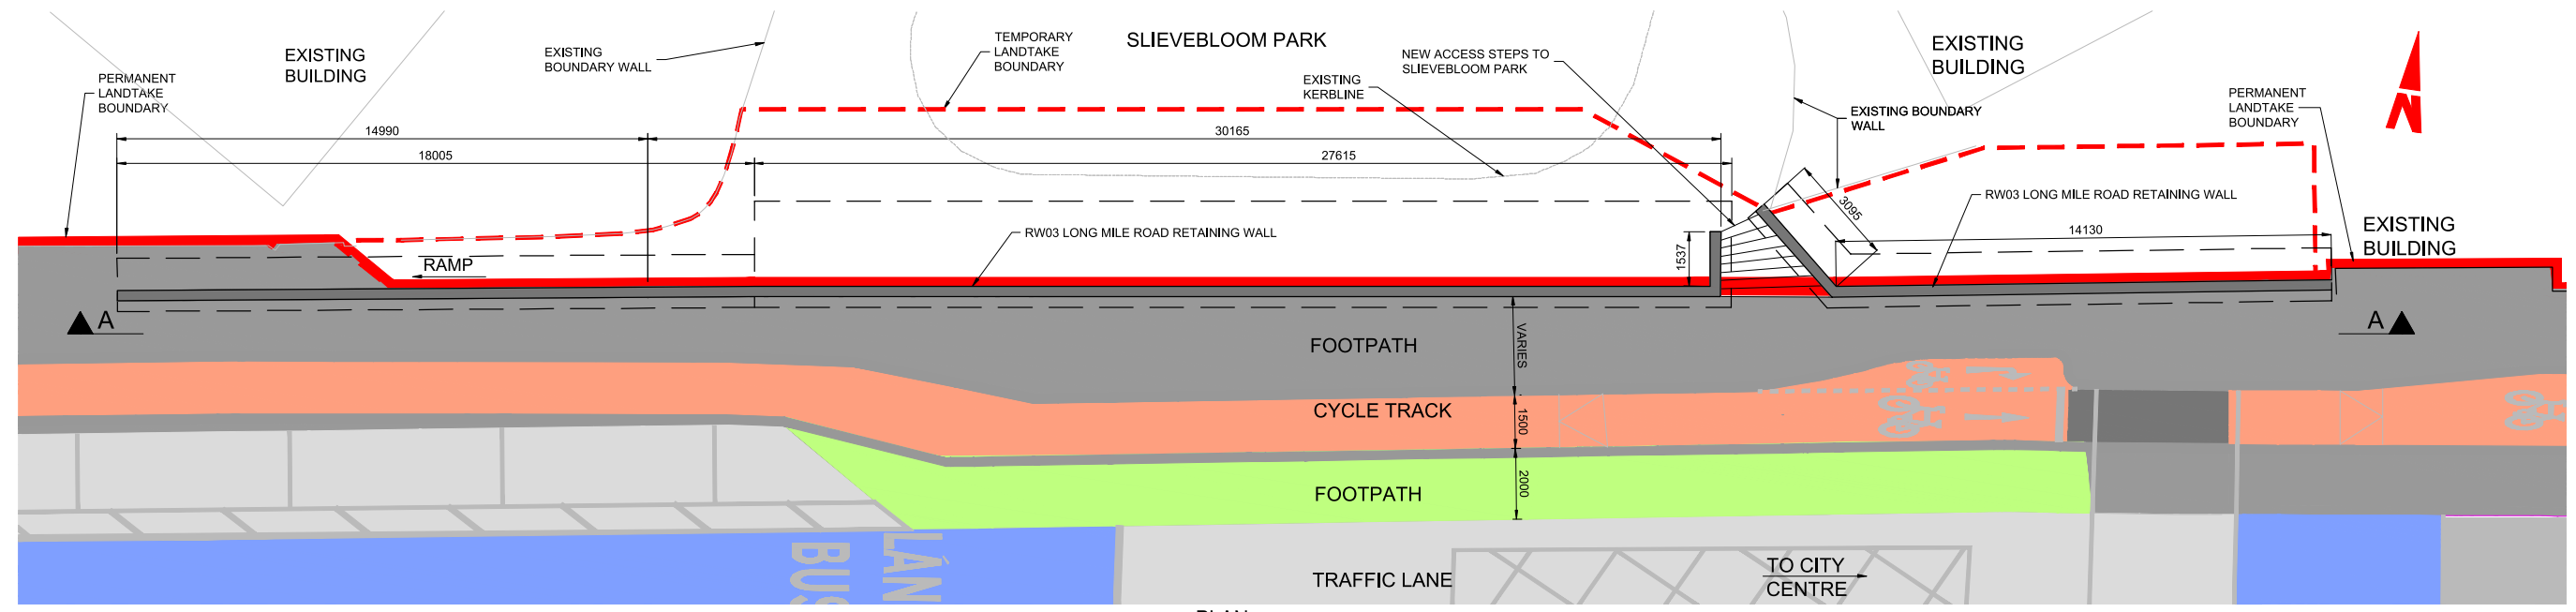 EXISTING
BUILDING
PERMANENT
LANDTAKE
BOUNDARY
EXISTING
BOUNDARY WALL
TEMPORARY
LANDTAKE
BOUNDARY
SLIEVEBLOOM PARK
EXISTING
KERBLINE
NEW ACCESS STEPS TO
SLIEVEBLOOM PARK
EXISTING
BUILDING
EXISTING BOUNDARY
WALL
PERMANENT
LANDTAKE
BOUNDARY
N
14990
30165
18005
27615
3095
RW03 LONG MILE ROAD RETAINING WALL
14130
EXISTING
BUILDING
RW03 LONG MILE ROAD RETAINING WALL
1537
RAMP
A
A
FOOTPATH
VARIES
CYCLE TRACK
1500
FOOTPATH
2000
LÁN
BUS
TRAFFIC LANE
TO CITY
CENTRE